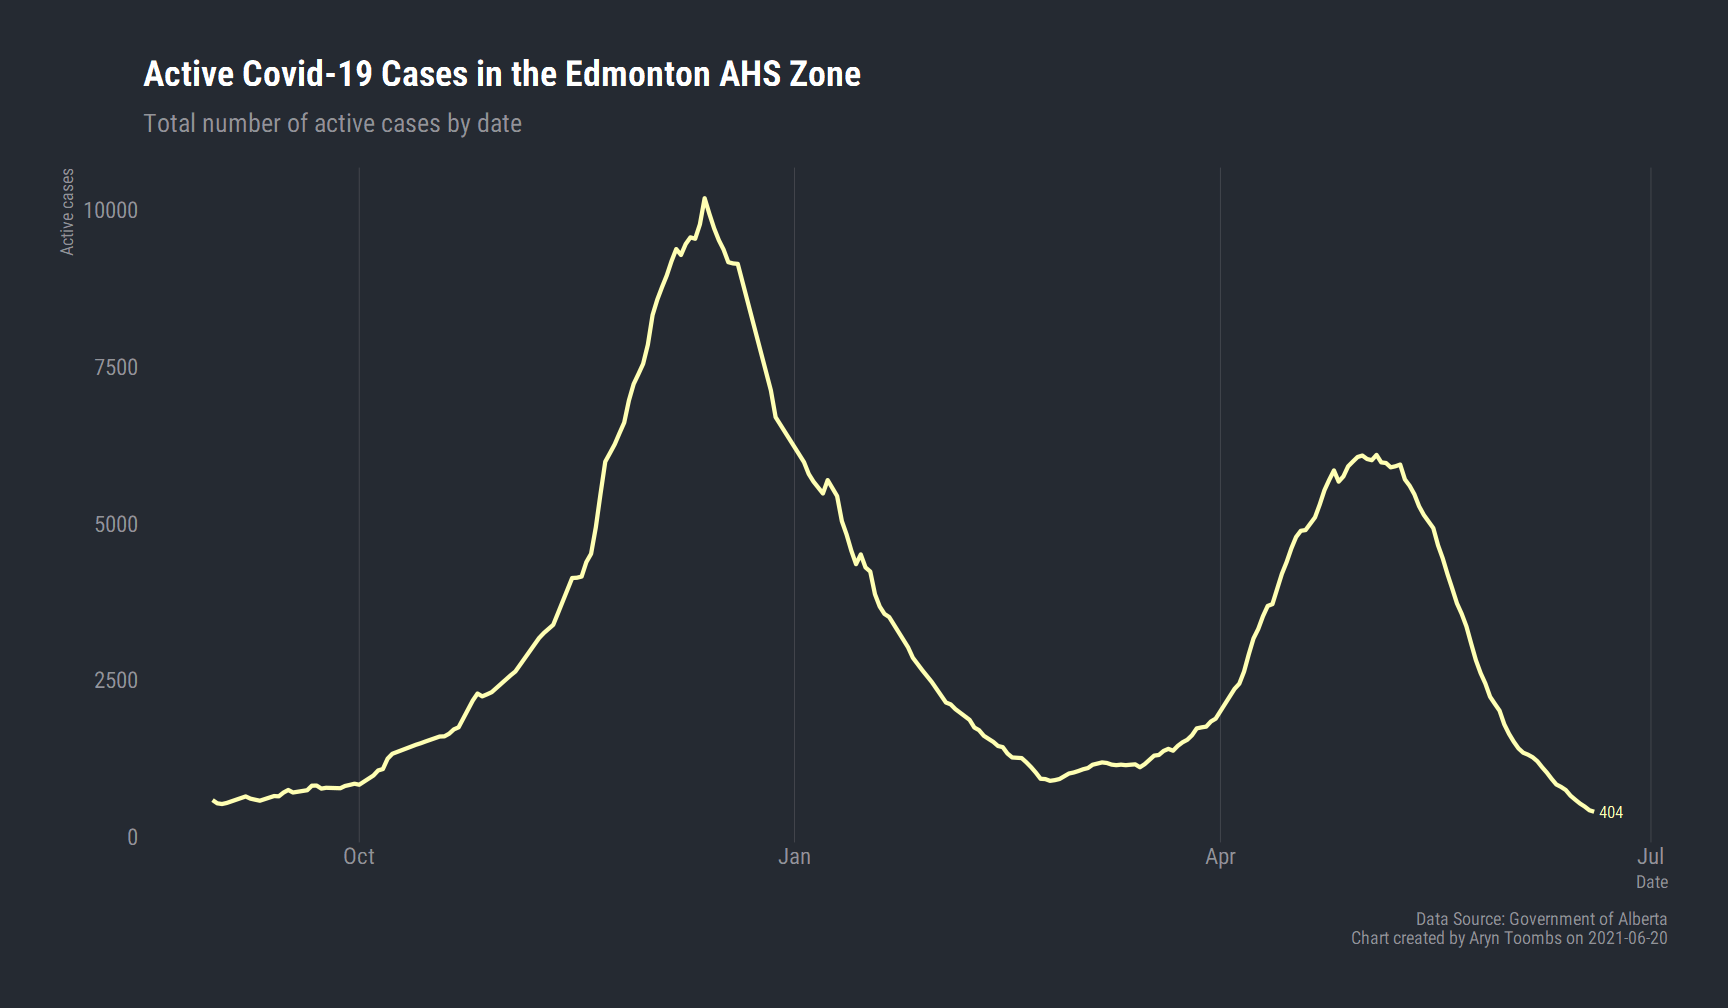 Active Covid-19 Cases in the Edmonton AHS Zone
Total number of active cases by date
Active cases
10000
7500
5000
2500
0
404
Oct
Jan
Apr
Jul
Date
Data Source: Government of Alberta
Chart created by Aryn Toombs on 2021-06-20